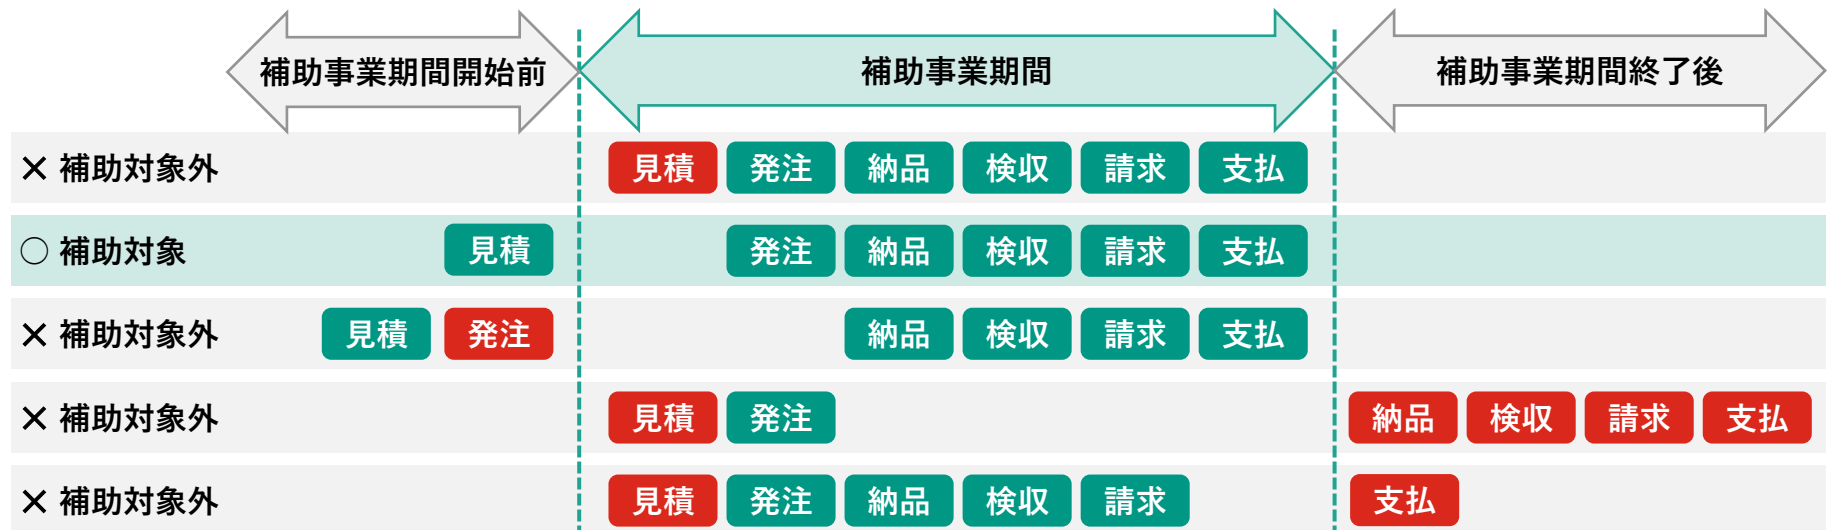 補助事業期間開始前 補助事業期間 補助事業期間終了後
× 補助対象外 見積 発注 納品 検収 請求 支払
○ 補助対象 見積 発注 納品 検収 請求 支払
× 補助対象外 見積 発注 納品 検収 請求 支払
× 補助対象外 見積 発注 納品 検収 請求 支払
× 補助対象外 見積 発注 納品 検収 請求 支払